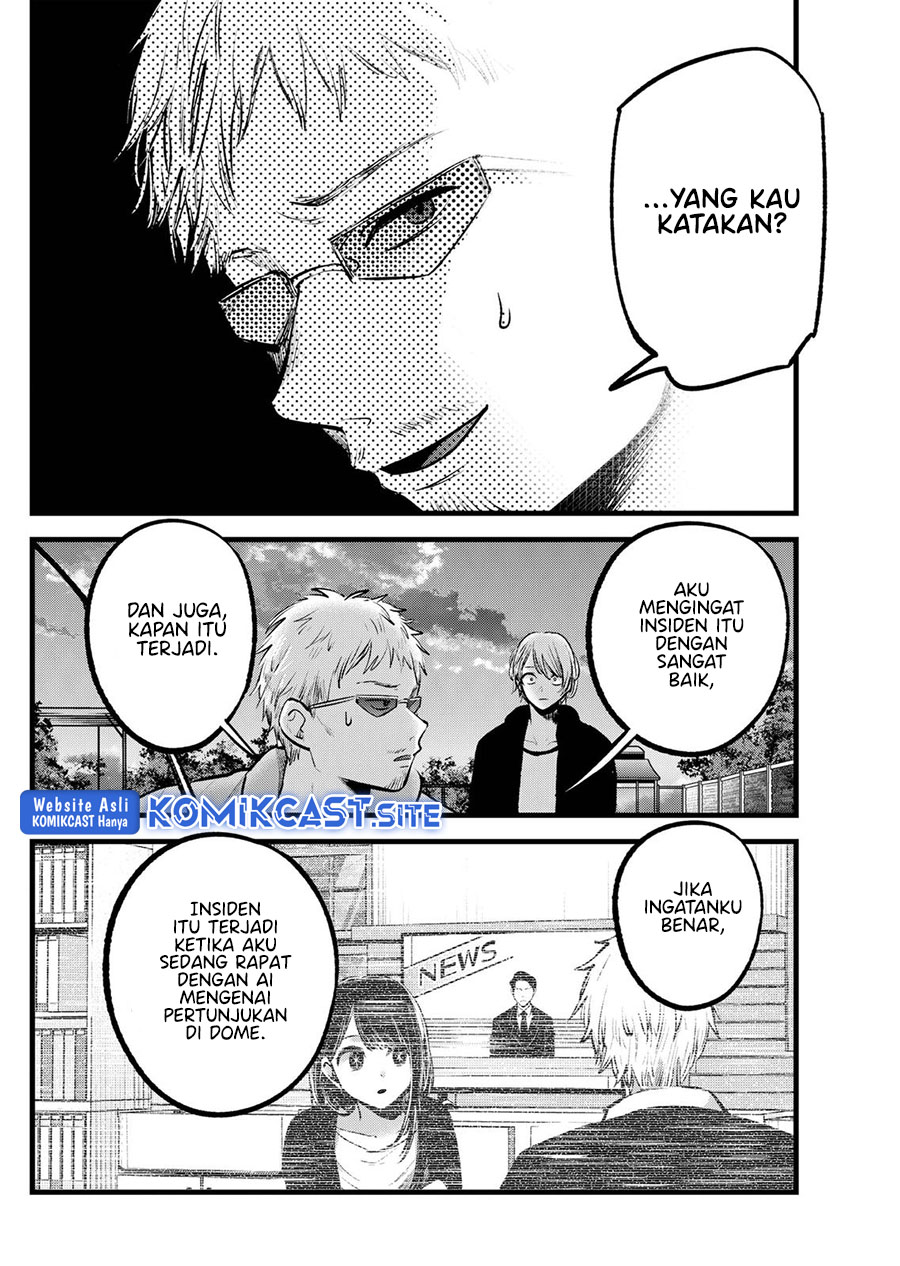 ...YANG KAU
KATAKAN?
AKU
MENGINGAT
INSIDEN ITU
DENGAN
SANGAT
BAIK,
DAN JUGA,
KAPAN ITU
TERJADI.
Website Asli
KOMIKCAST Hanya
KOMIKCAST.SITE
JIKA
INGATANKU
BENAR,
INSIDEN
ITU TERJADI
KETIKA AKU
SEDANG RAPAT
DENGAN AI
MENGENAI
PERTUNJUKAN
DI DOME.
NEWS